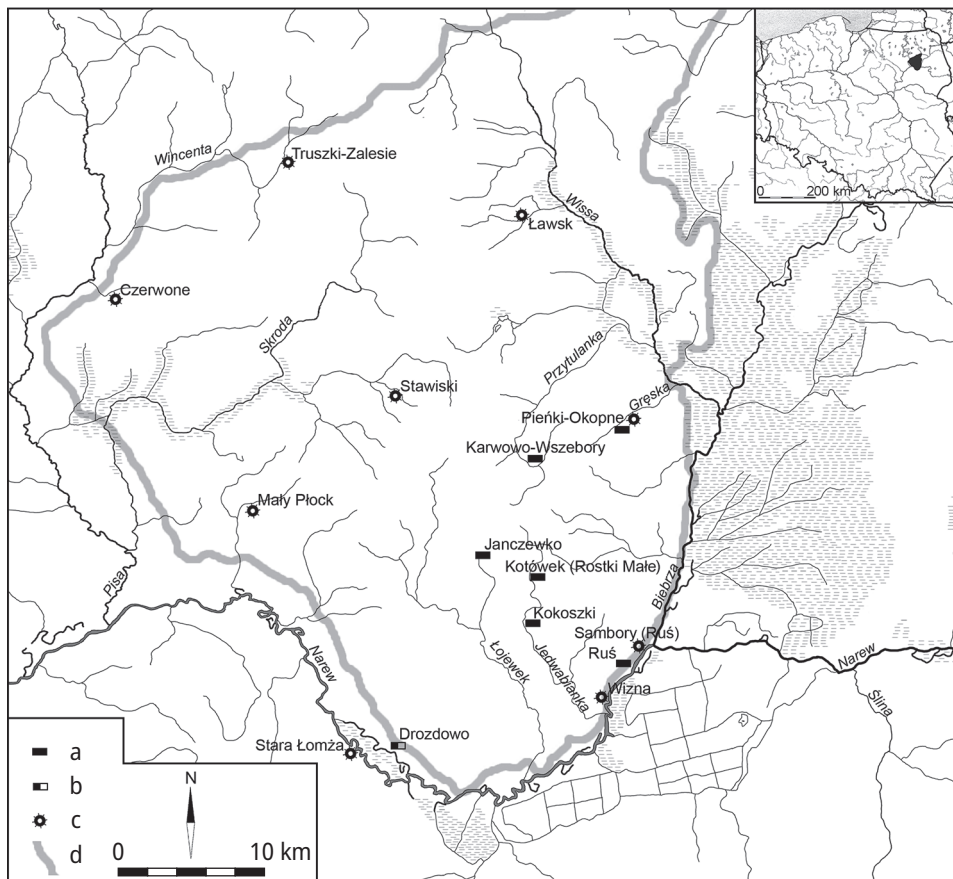 0 200 km
Wincenta
Truszki-Zalesie
Wissa
Ławsk
Czerwone
Skroda
Przytulanka
Stawiski
Gręska
Pieńki-Okopne
Karwowo-Wszebory
Mały Płock
Janczewko
Kotówek (Rostki Małe)
Pisa
Biebrza
Kokoszki
Sambory (Ruś)
Ruś
Narew
Łojewek
Jedwabianka
Narew
Wizna
Ślina
Drozdowo
Stara Łomża
a
b
c
d
N
0 10 km